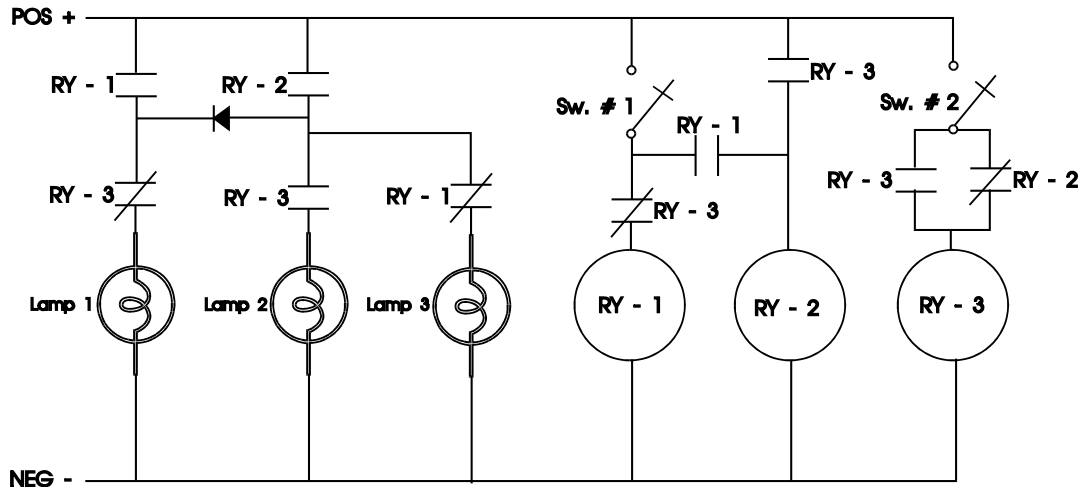 POS +
RY - 1
RY - 2
RY - 3
Sw. # 1
Sw. # 2
RY - 1
RY - 3
RY - 3
RY - 1
RY - 3
RY - 3
RY - 2
Lamp 1
Lamp 2
Lamp 3
RY - 1
RY - 2
RY - 3
NEG -